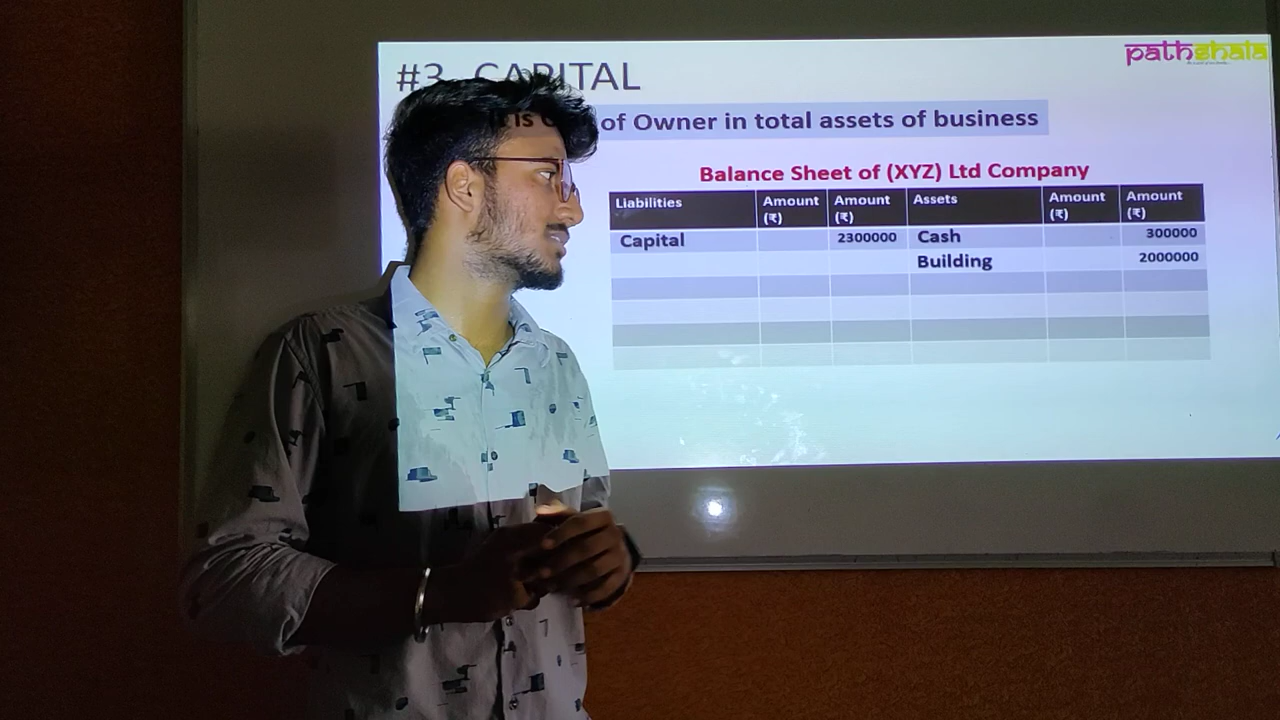 pathshala
#3 CAPITAL
is of Owner in total assets of business
Balance Sheet of (XYZ) Ltd Company
Liabilities Amount (₹) Amount (₹) Assets Amount (₹) Amount (₹)
Capital 2300000 Cash 300000
Building 2000000